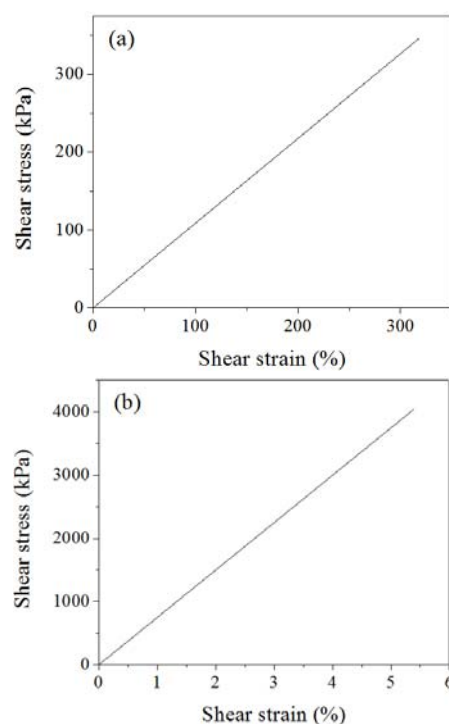 (a)
Shear stress (kPa)
300
200
100
0
0 100 200 300
Shear strain (%)
(b)
Shear stress (kPa)
4000
3000
2000
1000
0
0 1 2 3 4 5 6
Shear strain (%)